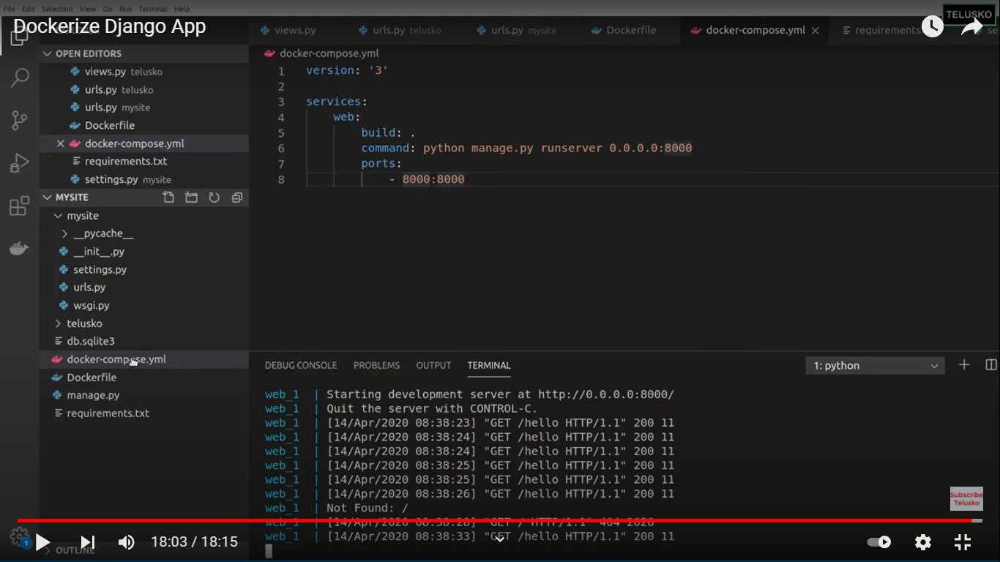 File Edit Selection View Go Run Terminal Help
Dockerize Django App
TELUSKO
views.py
urls.py telusko
urls.py mysite
Dockerfile
docker-compose.yml
requirements.
OPEN EDITORS
views.py telusko
urls.py telusko
urls.py mysite
Dockerfile
docker-compose.yml
requirements.txt
settings.py mysite
MYSITE
mysite
__pycache__
__init__.py
settings.py
urls.py
wsgi.py
telusko
db.sqlite3
docker-compose.yml
Dockerfile
manage.py
requirements.txt
OUTLINE
docker-compose.yml
1 version: '3'
2
3 services:
4 web:
5 build: .
6 command: python manage.py runserver 0.0.0.0:8000
7 ports:
8 - 8000:8000
DEBUG CONSOLE PROBLEMS OUTPUT TERMINAL
1: python
web_1 | Starting development server at http://0.0.0.0:8000/
web_1 | Quit the server with CONTROL-C.
web_1 | [14/Apr/2020 08:38:23] "GET /hello HTTP/1.1" 200 11
web_1 | [14/Apr/2020 08:38:24] "GET /hello HTTP/1.1" 200 11
web_1 | [14/Apr/2020 08:38:24] "GET /hello HTTP/1.1" 200 11
web_1 | [14/Apr/2020 08:38:25] "GET /hello HTTP/1.1" 200 11
web_1 | [14/Apr/2020 08:38:25] "GET /hello HTTP/1.1" 200 11
web_1 | [14/Apr/2020 08:38:26] "GET /hello HTTP/1.1" 200 11
web_1 | Not Found: /
web_1 | [14/Apr/2020 08:38:28] "GET / HTTP/1.1" 404 2026
web_1 | [14/Apr/2020 08:38:33] "GET /hello HTTP/1.1" 200 11
Subscribe
Telusko
1
18:03 / 18:15